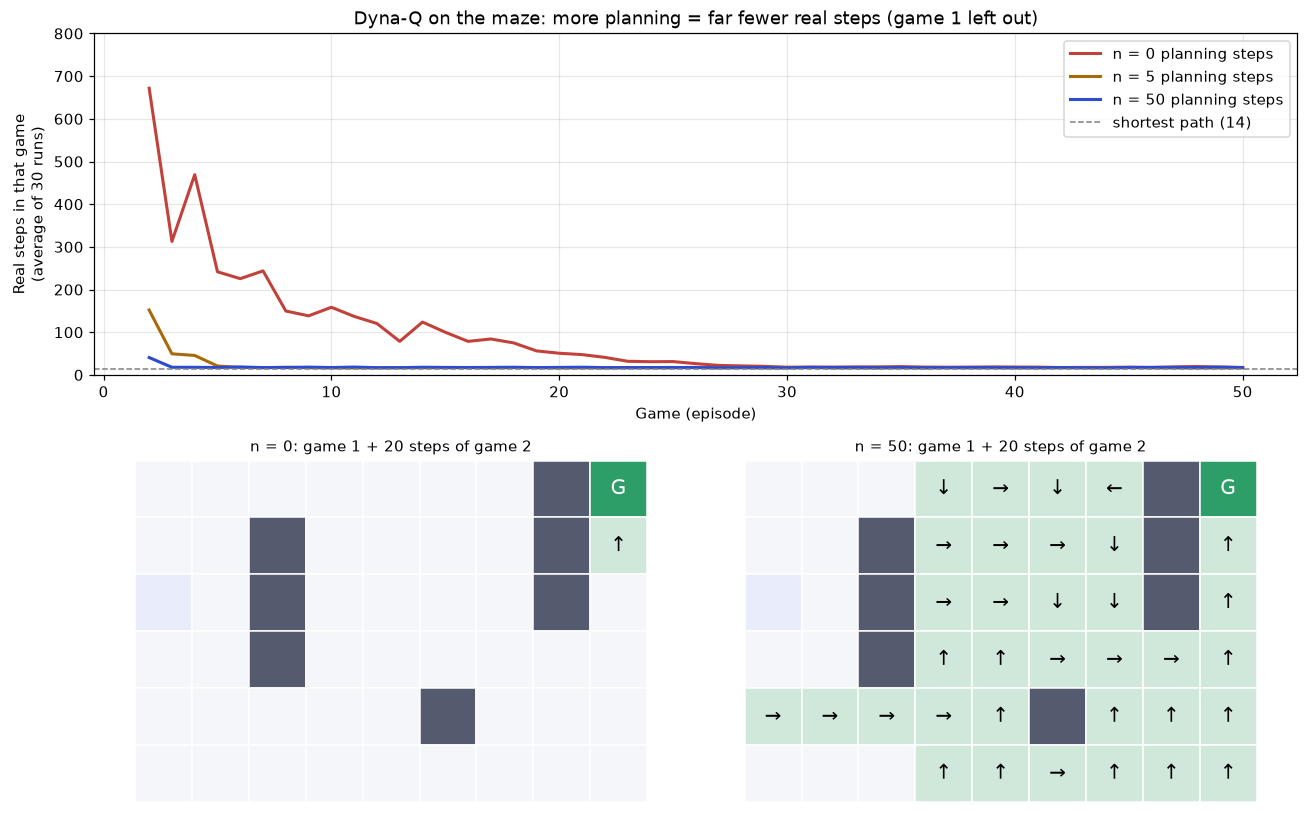 Dyna-Q on the maze: more planning = far fewer real steps (game 1 left out)
Real steps in that game
(average of 30 runs)
800
700
600
500
400
300
200
100
0
n = 0 planning steps
n = 5 planning steps
n = 50 planning steps
shortest path (14)
0 10 20 30 40 50
Game (episode)
n = 0: game 1 + 20 steps of game 2
G
↑
n = 50: game 1 + 20 steps of game 2
↓ → ↓ ← G
→ → → ↓ ↑
→ → ↓ ↓ ↑
↑ ↑ → → → ↑
→ → → → ↑ ↑ ↑ ↑
↑ ↑ → ↑ ↑ ↑